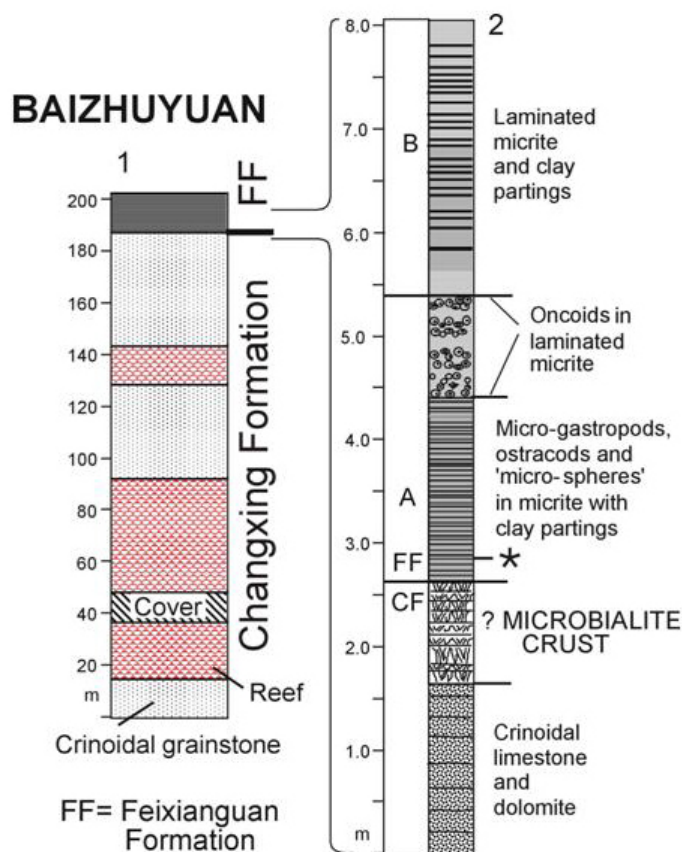 BAIZHUYUAN
1
200
180
160
140
120
100
80
60
40
20
m
FF
Changxing Formation
Cover
Reef
Crinoidal grainstone
FF= Feixianguan
Formation
2
8.0
7.0
6.0
5.0
4.0
3.0
2.0
1.0
m
B
A
FF
CF
Laminated
micrite
and clay
partings
Oncoids in
laminated
micrite
Micro-gastropods,
ostracods and
'micro-spheres'
in micrite with
clay partings
*
? MICROBIALITE
CRUST
Crinoidal
limestone
and
dolomite